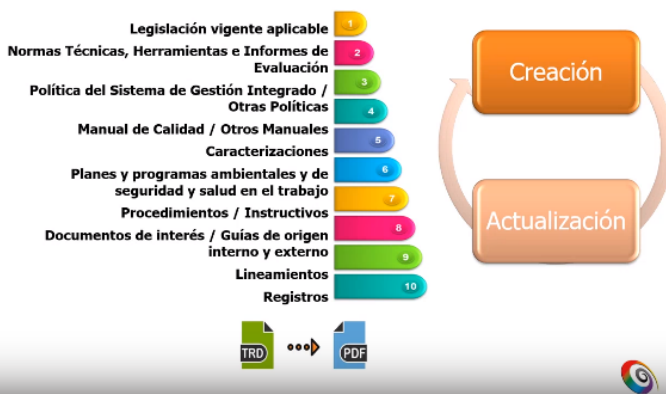 Legislación vigente aplicable 1
Normas Técnicas, Herramientas e Informes de
Evaluación 2
Política del Sistema de Gestión Integrado /
Otras Políticas 3
Manual de Calidad / Otros Manuales 4
Caracterizaciones 5
Planes y programas ambientales y de
seguridad y salud en el trabajo 6
Procedimientos / Instructivos 7
Documentos de interés / Guías de origen
interno y externo 8
Lineamientos 9
Registros 10
Creación
Actualización
TRD
PDF